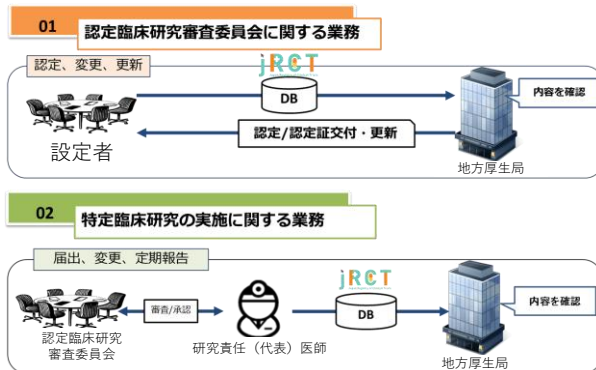 01
認定臨床研究審査委員会に関する業務
認定、変更、更新
jRCT
DB
内容を確認
認定/認定証交付・更新
設定者
地方厚生局
02
特定臨床研究の実施に関する業務
届出、変更、定期報告
jRCT
DB
内容を確認
審査/承認
認定臨床研究
審査委員会
研究責任（代表）医師
地方厚生局